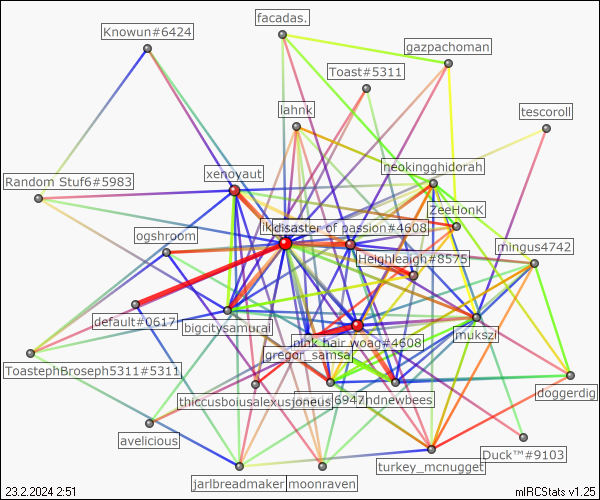 facadas.
Knowun#6424
gazpachoman
Toast#5311
lahnk
tescoroll
neokingghidorah
xenoyaut
Random Stuf6#5983
ZeeHonK
disaster of passion#4608
ogshroom
mingus4742
Heighleaigh#8575
default#0617
bigcitysamurai
mukszi
pink hair woag#4608
gregor_samsa
ToastephBroseph5311#5311
doggerdig
thiccusboiusalexusjoneus
6947
ndnewbees
avelicious
Duck™#9103
turkey_mcnugget
jarlbreadmaker
moonraven
23.2.2024 2:51
mIRCStats v1.25